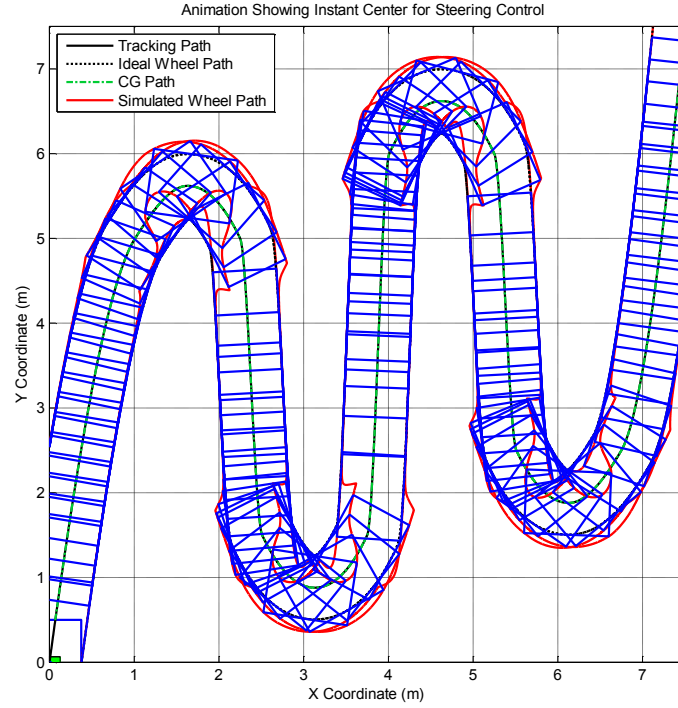 Animation Showing Instant Center for Steering Control
Tracking Path
Ideal Wheel Path
CG Path
Simulated Wheel Path
7
6
5
4
3
2
1
0
Y Coordinate (m)
0 1 2 3 4 5 6 7
X Coordinate (m)